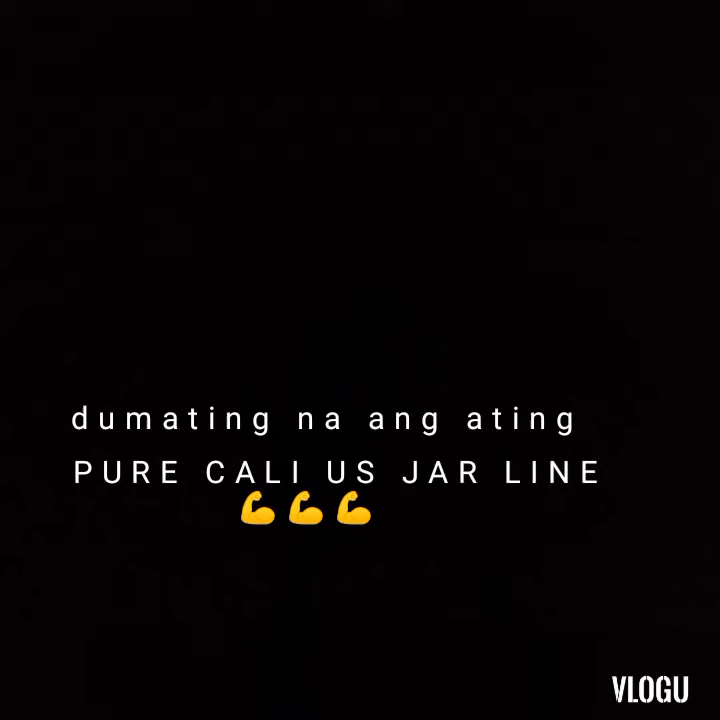 dumating na ang ating
PURE CALI US JAR LINE
💪💪💪
VLOGU